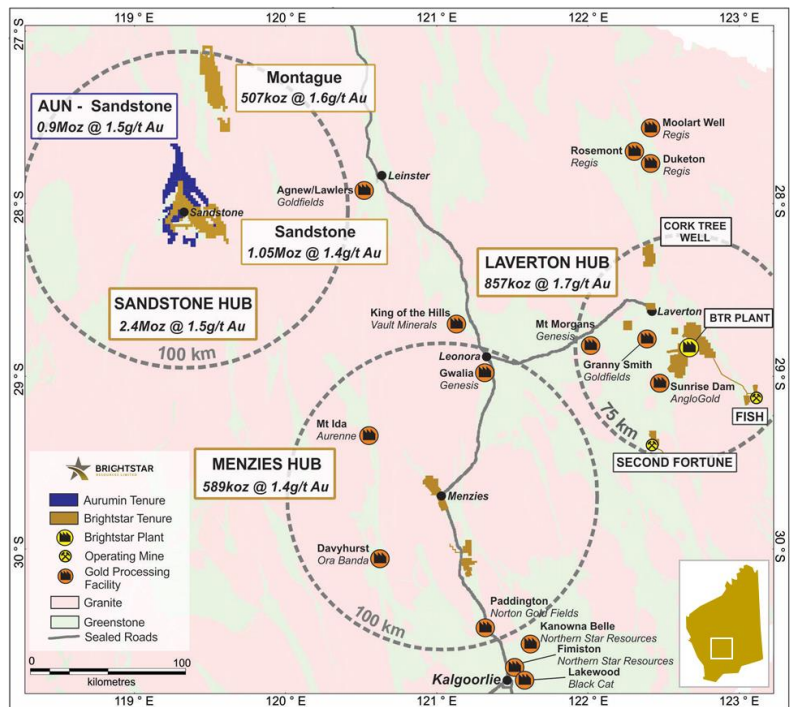 119 ° E
120 ° E
121 ° E
122 ° E
123 ° E
27° S
Montague
507koz @ 1.6g/t Au
AUN - Sandstone
0.9Moz @ 1.5g/t Au
Moolart Well
Regis
Rosemont
Regis
Duketon
Regis
Leinster
Agnew/Lawlers
Goldfields
28° S
28° S
Sandstone
Sandstone
1.05Moz @ 1.4g/t Au
CORK TREE
WELL
LAVERTON HUB
857koz @ 1.7g/t Au
SANDSTONE HUB
2.4Moz @ 1.5g/t Au
100 km
King of the Hills
Vault Minerals
Laverton
BTR PLANT
Mt Morgans
Genesis
Leonora
Gwalia
Genesis
Granny Smith
Goldfields
29° S
29° S
Sunrise Dam
AngloGold
75 km
FISH
Mt Ida
Aurenne
SECOND FORTUNE
MENZIES HUB
589koz @ 1.4g/t Au
Menzies
BRIGHTSTAR
Aurumin Tenure
Brightstar Tenure
Brightstar Plant
Operating Mine
Gold Processing
Facility
Granite
Greenstone
Sealed Roads
0
100
kilometres
30° S
30° S
Davyhurst
Ora Banda
100 km
Paddington
Norton Gold Fields
Kanowna Belle
Northern Star Resources
Fimiston
Northern Star Resources
Lakewood
Black Cat
Kalgoorlie
119 ° E
120 ° E
121 ° E
122 ° E
123 ° E